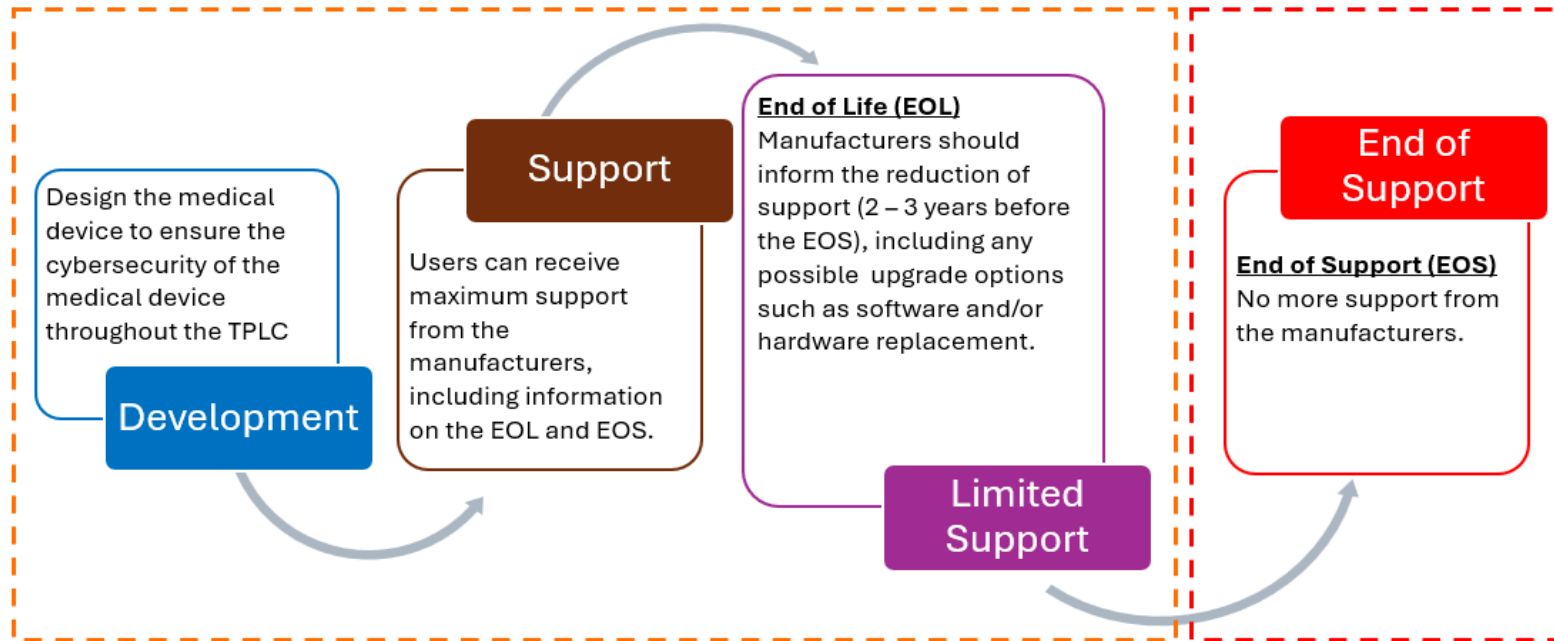 Design the medical
device to ensure the
cybersecurity of the
medical device
throughout the TPLC
Development
Support
Users can receive
maximum support
from the
manufacturers,
including information
on the EOL and EOS.
End of Life (EOL)
Manufacturers should
inform the reduction of
support (2 – 3 years before
the EOS), including any
possible  upgrade options
such as software and/or
hardware replacement.
Limited
Support
End of
Support
End of Support (EOS)
No more support from
the manufacturers.